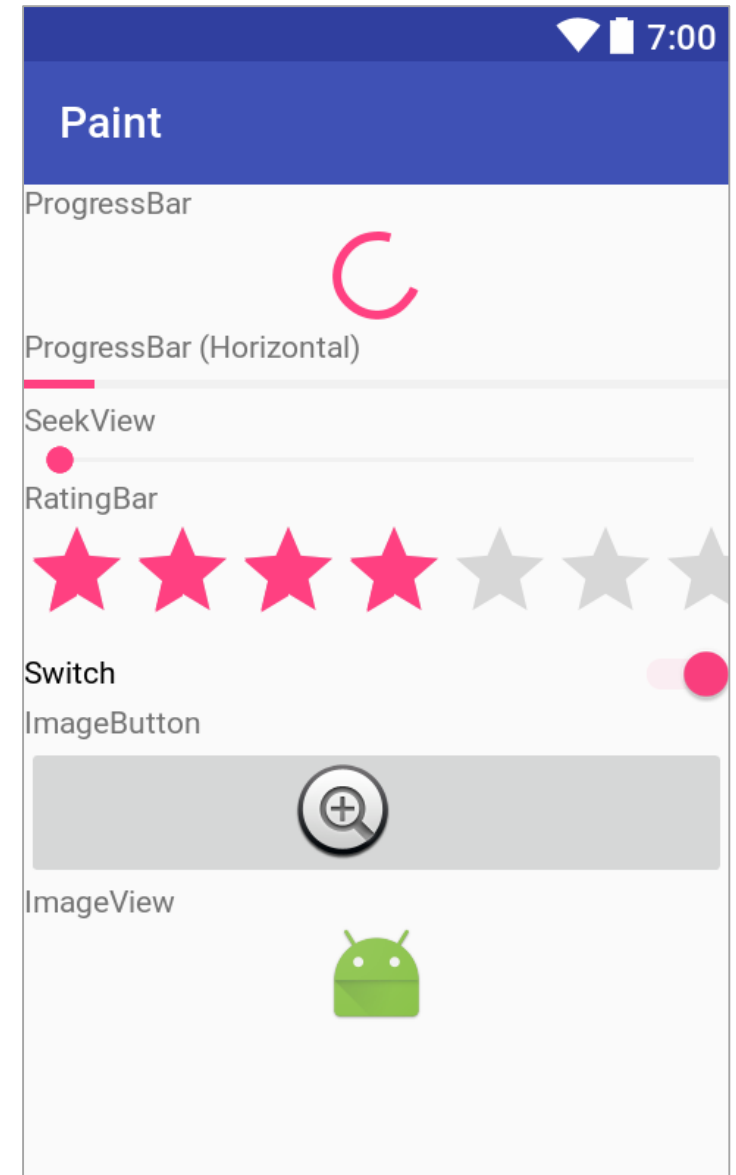 7:00
Paint
ProgressBar
ProgressBar (Horizontal)
SeekView
RatingBar
Switch
ImageButton
ImageView